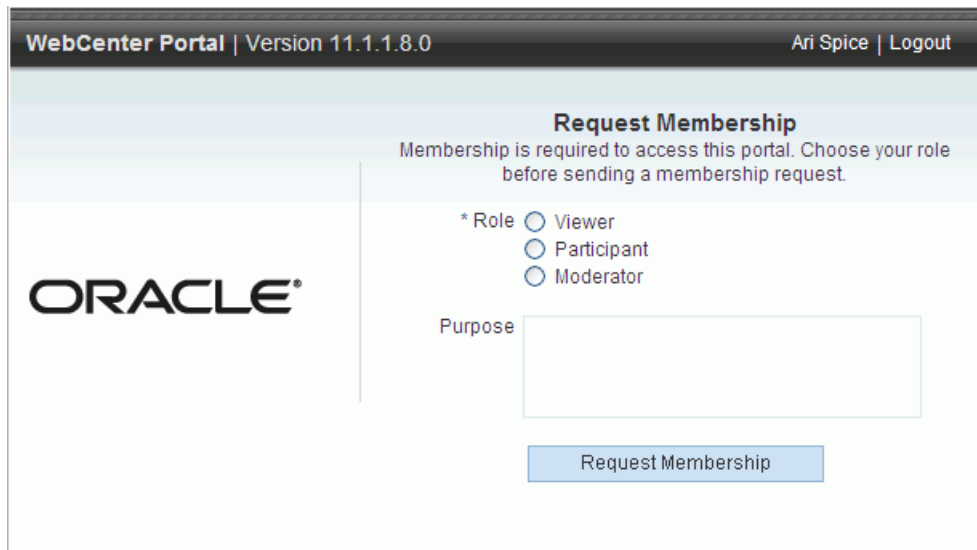 WebCenter Portal | Version 11.1.1.8.0
Ari Spice | Logout
Request Membership
Membership is required to access this portal. Choose your role
before sending a membership request.
* Role
Viewer
Participant
Moderator
ORACLE®
Purpose
Request Membership